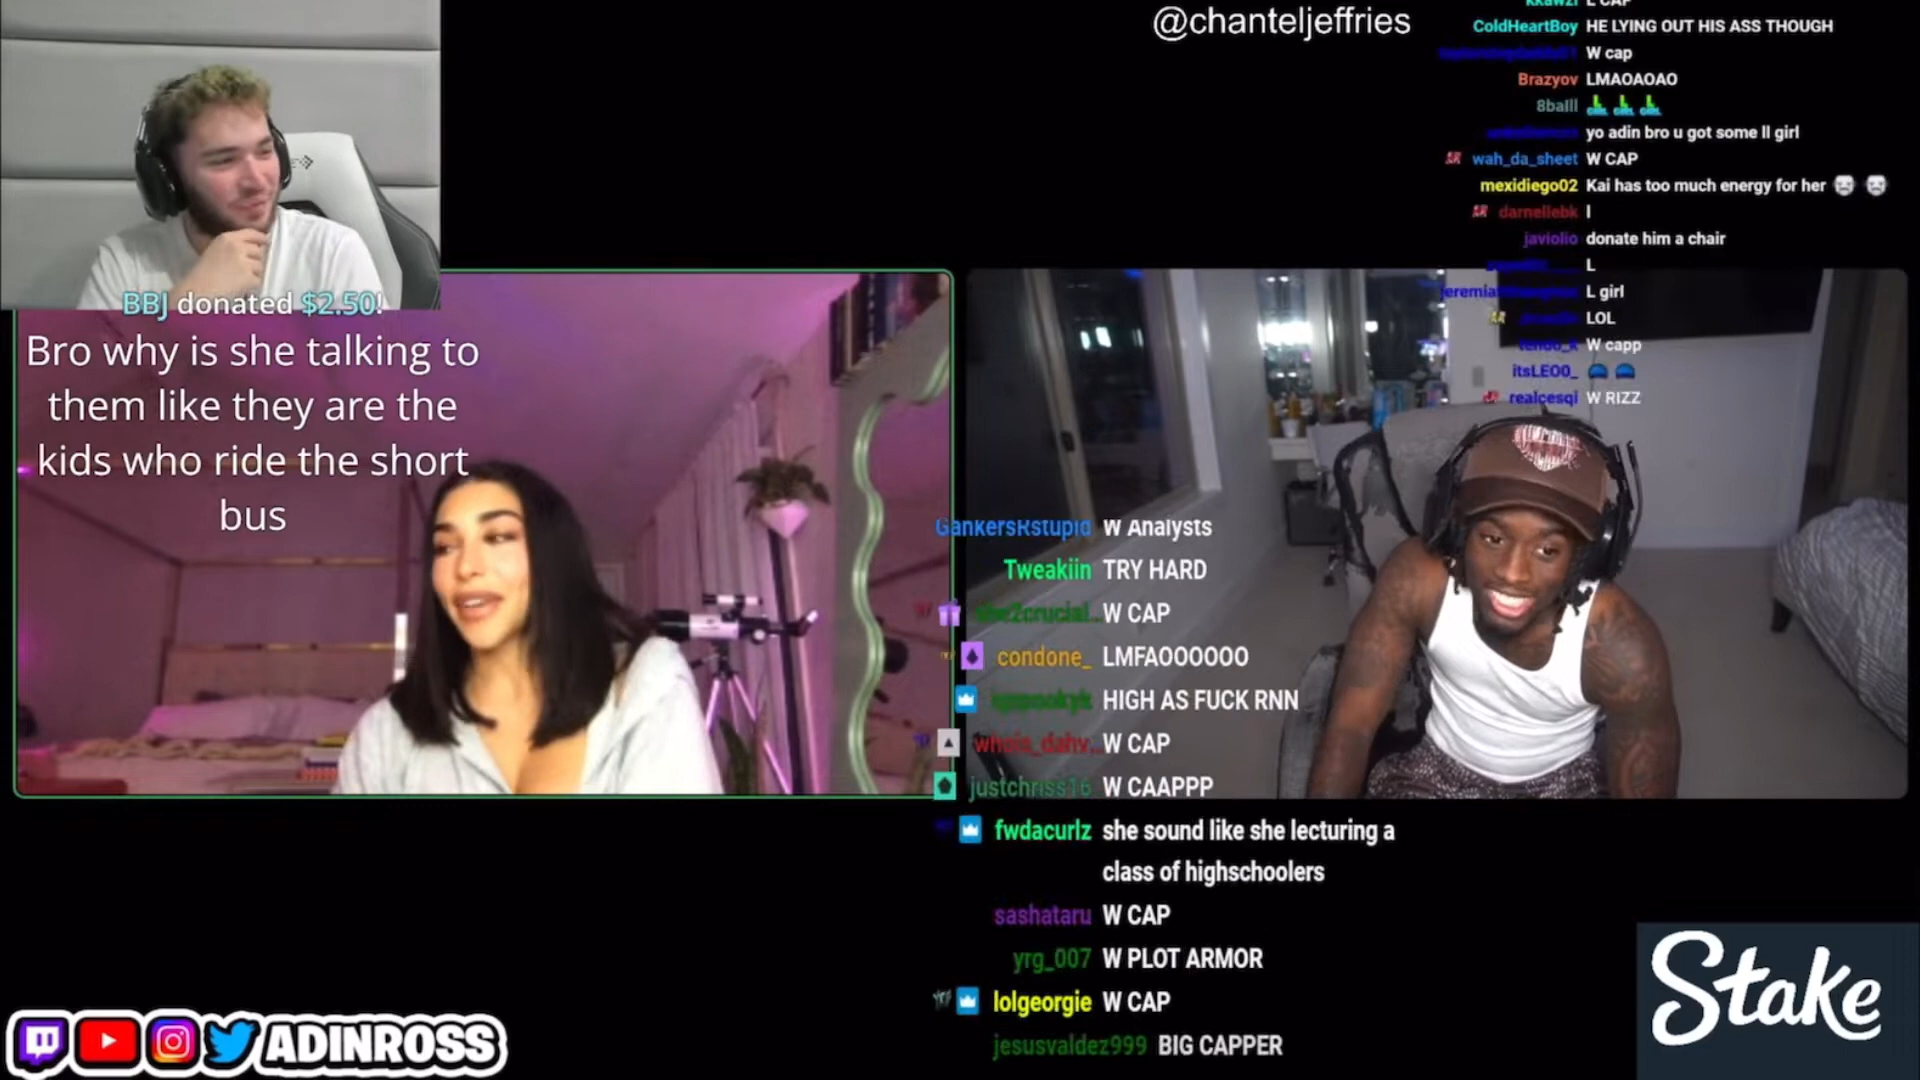 @chanteljeffries
L CAP
ColdHeartBoy HE LYING OUT HIS ASS THOUGH
W cap
Brazyov LMAOAOAO
8balll
yo adin bro u got some ll girl
wah_da_sheet W CAP
mexidiego02 Kai has too much energy for her
darnellebk I
javiolio donate him a chair
L
L girl
LOL
W capp
itsLEO0_
realcesqi W RIZZ
BBJ donated $2.50!
Bro why is she talking to
them like they are the
kids who ride the short
bus
GankersRstupid W Analysts
Tweakiin TRY HARD
W CAP
condone_ LMFAOOOOOO
HIGH AS FUCK RNN
W CAP
justchriss16 W CAAPPP
fwdacurlz she sound like she lecturing a
class of highschoolers
sashataru W CAP
yrg_007 W PLOT ARMOR
lolgeorgie W CAP
jesusvaldez999 BIG CAPPER
ADINROSS
Stake